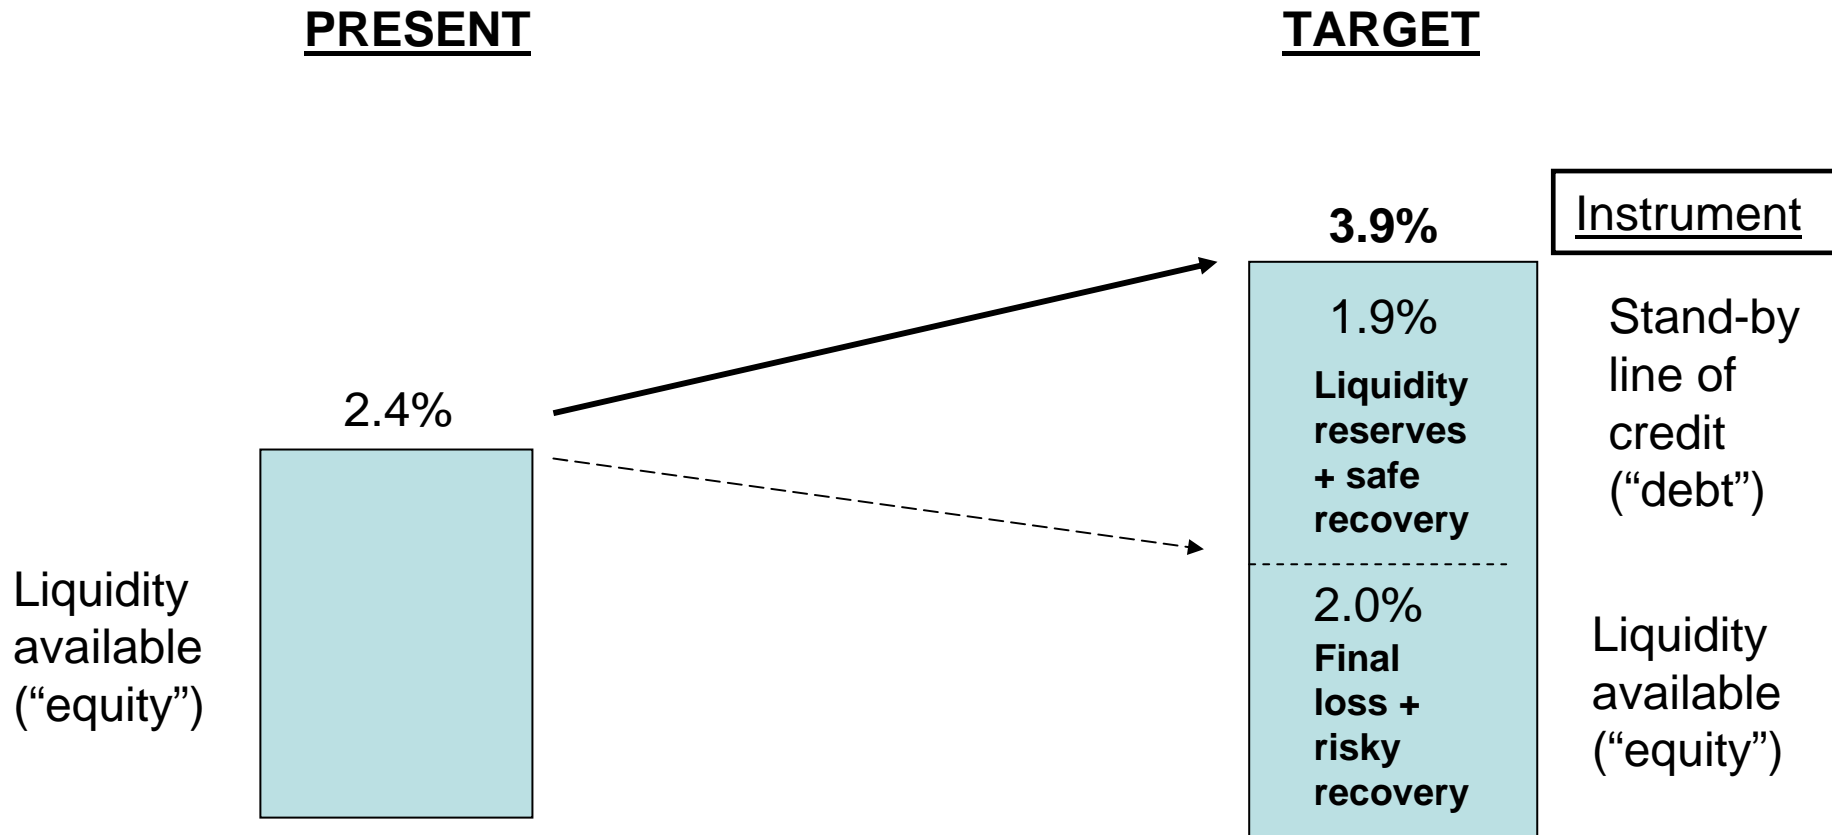 PRESENT
TARGET
3.9%
Instrument
2.4%
Liquidity
available
(“equity”)
1.9%
Liquidity
reserves
+ safe
recovery
2.0%
Final
loss +
risky
recovery
Stand-by
line of
credit
(“debt”)
Liquidity
available
(“equity”)